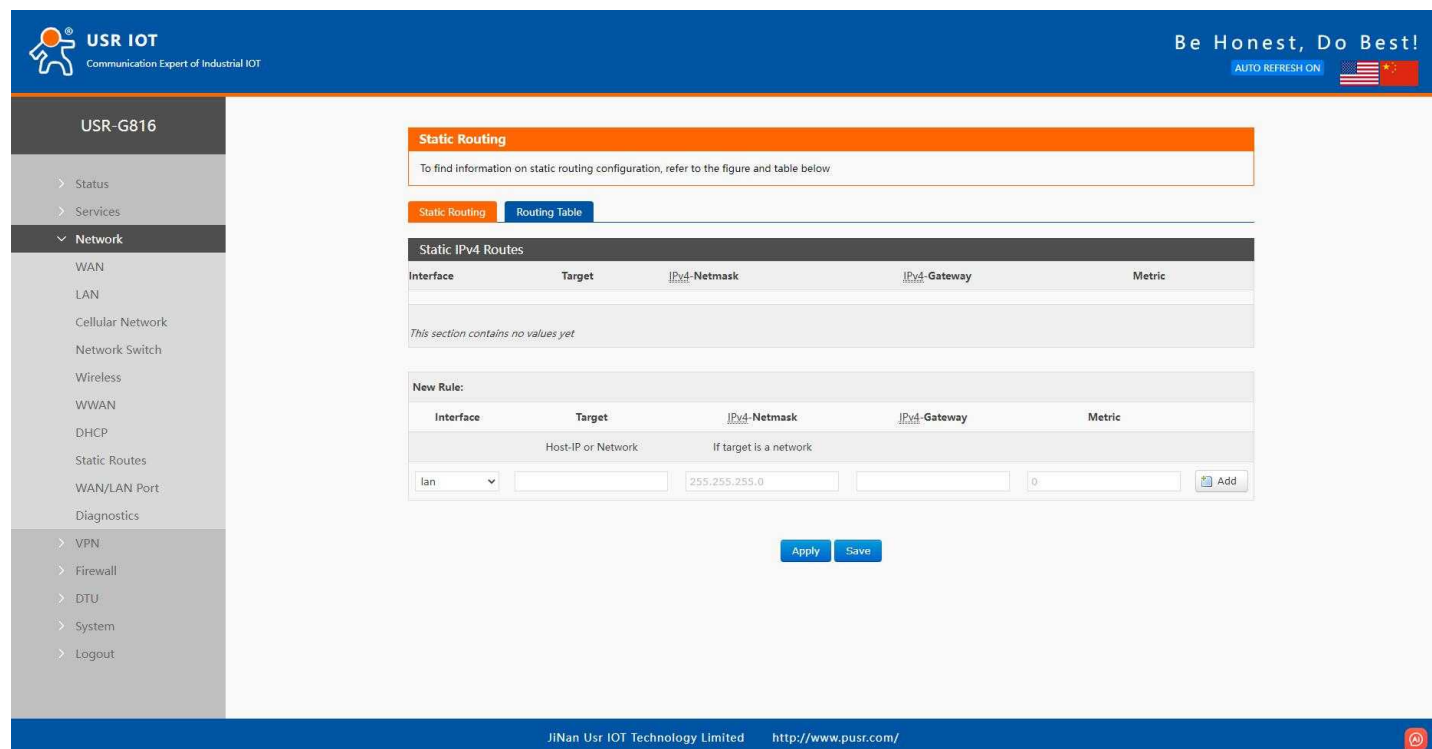 USR IOT
Communication Expert of Industrial IOT
Be Honest, Do Best!
AUTO REFRESH ON
USR-G816
Status
Services
Network
WAN
LAN
Cellular Network
Network Switch
Wireless
WWAN
DHCP
Static Routes
WAN/LAN Port
Diagnostics
VPN
Firewall
DTU
System
Logout
Static Routing
To find information on static routing configuration, refer to the figure and table below
Static Routing Routing Table
Static IPv4 Routes
Interface Target IPv4-Netmask IPv4-Gateway Metric
This section contains no values yet
New Rule:
Interface Target IPv4-Netmask IPv4-Gateway Metric
Host-IP or Network If target is a network
lan 255.255.255.0 0 Add
Apply Save
JiNan Usr IOT Technology Limited http://www.pusr.com/